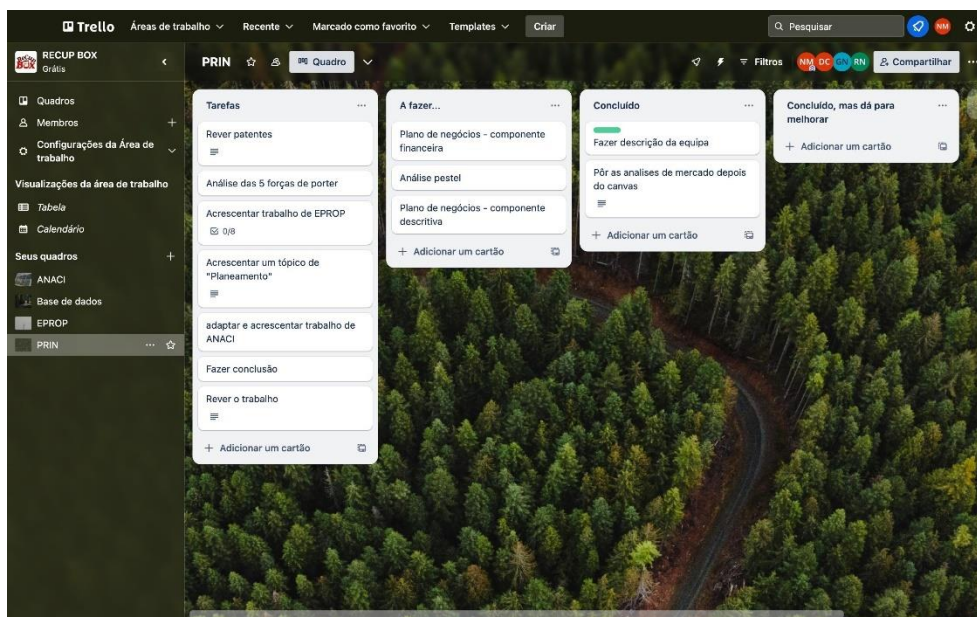 Trello Áreas de trabalho Recente Marcado como favorito Templates Criar Pesquisar NM
RECUP BOX
Grátis
PRIN Quadro Filtros NM DC GN RN Compartilhar
Quadros
Membros
Configurações da Área de
trabalho
Visualizações da área de trabalho
Tabela
Calendário
Seus quadros
ANACI
Base de dados
EPROP
PRIN
Tarefas
Rever patentes
Análise das 5 forças de porter
Acrescentar trabalho de EPROP
0/8
Acrescentar um tópico de
"Planeamento"
adaptar e acrescentar trabalho de
ANACI
Fazer conclusão
Rever o trabalho
+ Adicionar um cartão
A fazer...
Plano de negócios - componente
financeira
Análise pestel
Plano de negócios - componente
descritiva
+ Adicionar um cartão
Concluído
Fazer descrição da equipa
Pôr as analises de mercado depois
do canvas
+ Adicionar um cartão
Concluído, mas dá para
melhorar
+ Adicionar um cartão